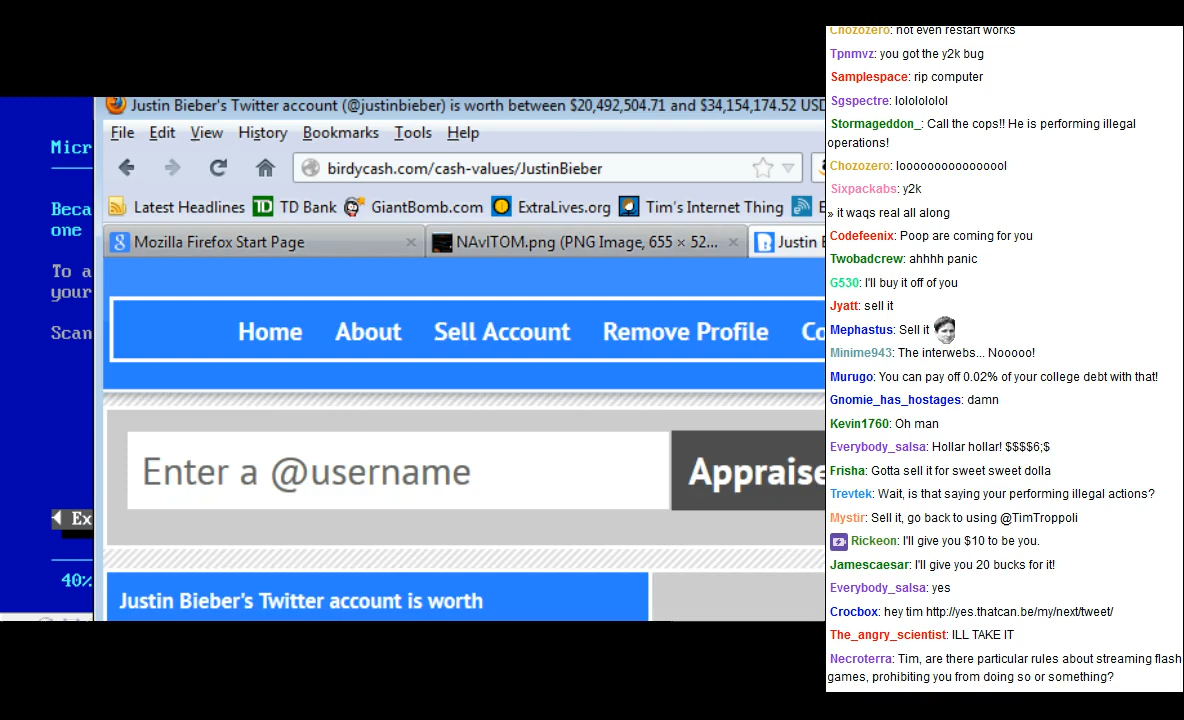 Micr
Beca
one
To a
your
Scan
Ex
40%
Justin Bieber's Twitter account (@justinbieber) is worth between $20,492,504.71 and $34,154,174.52 USD
File Edit View History Bookmarks Tools Help
birdycash.com/cash-values/JustinBieber
Latest Headlines TD TD Bank GiantBomb.com ExtraLives.org Tim's Internet Thing E
8 Mozilla Firefox Start Page × NAvITOM.png (PNG Image, 655 × 52... × Justin B
Home About Sell Account Remove Profile Co
Enter a @username Appraise
Justin Bieber's Twitter account is worth
Chozozero: not even restart works
Tpnmvz: you got the y2k bug
Samplespace: rip computer
Sgspectre: lolololol
Stormageddon_: Call the cops!! He is performing illegal
operations!
Chozozero: looooooooooooool
Sixpackabs: y2k
» it waqs real all along
Codefeenix: Poop are coming for you
Twobadcrew: ahhhh panic
G530: I'll buy it off of you
Jyatt: sell it
Mephastus: Sell it
Minime943: The interwebs... Nooooo!
Murugo: You can pay off 0.02% of your college debt with that!
Gnomie_has_hostages: damn
Kevin1760: Oh man
Everybody_salsa: Hollar hollar! $$$$6;$
Frisha: Gotta sell it for sweet sweet dolla
Trevtek: Wait, is that saying your performing illegal actions?
Mystir: Sell it, go back to using @TimTroppoli
Rickeon: I'll give you $10 to be you.
Jamescaesar: I'll give you 20 bucks for it!
Everybody_salsa: yes
Crocbox: hey tim http://yes.thatcan.be/my/next/tweet/
The_angry_scientist: ILL TAKE IT
Necroterra: Tim, are there particular rules about streaming flash
games, prohibiting you from doing so or something?